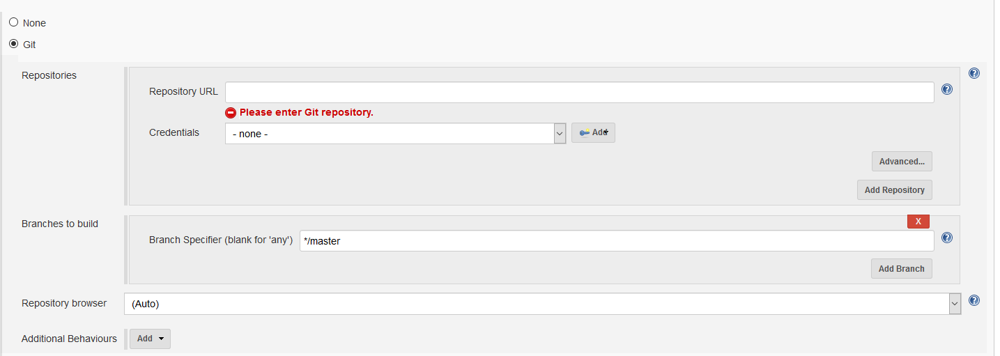 None
Git
Repositories
Repository URL
Please enter Git repository.
Credentials
- none -
Add
Advanced...
Add Repository
Branches to build
X
Branch Specifier (blank for 'any')
*/master
Add Branch
Repository browser
(Auto)
Additional Behaviours
Add